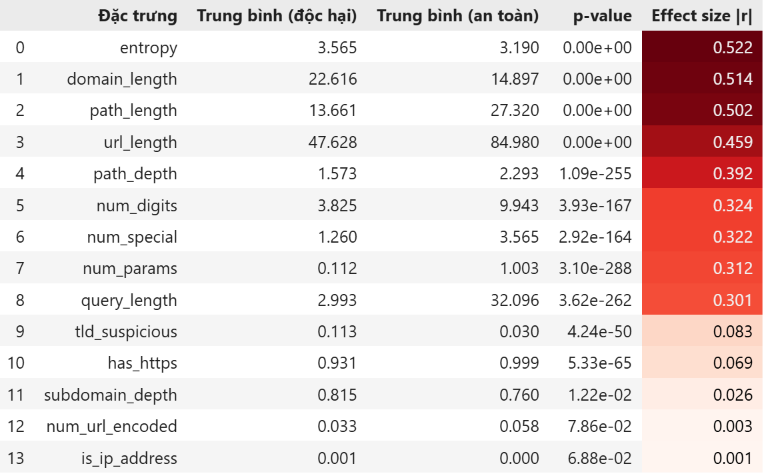 Đặc trưng Trung bình (độc hại) Trung bình (an toàn) p-value Effect size |r|
0 entropy 3.565 3.190 0.00e+00 0.522
1 domain_length 22.616 14.897 0.00e+00 0.514
2 path_length 13.661 27.320 0.00e+00 0.502
3 url_length 47.628 84.980 0.00e+00 0.459
4 path_depth 1.573 2.293 1.09e-255 0.392
5 num_digits 3.825 9.943 3.93e-167 0.324
6 num_special 1.260 3.565 2.92e-164 0.322
7 num_params 0.112 1.003 3.10e-288 0.312
8 query_length 2.993 32.096 3.62e-262 0.301
9 tld_suspicious 0.113 0.030 4.24e-50 0.083
10 has_https 0.931 0.999 5.33e-65 0.069
11 subdomain_depth 0.815 0.760 1.22e-02 0.026
12 num_url_encoded 0.033 0.058 7.86e-02 0.003
13 is_ip_address 0.001 0.000 6.88e-02 0.001